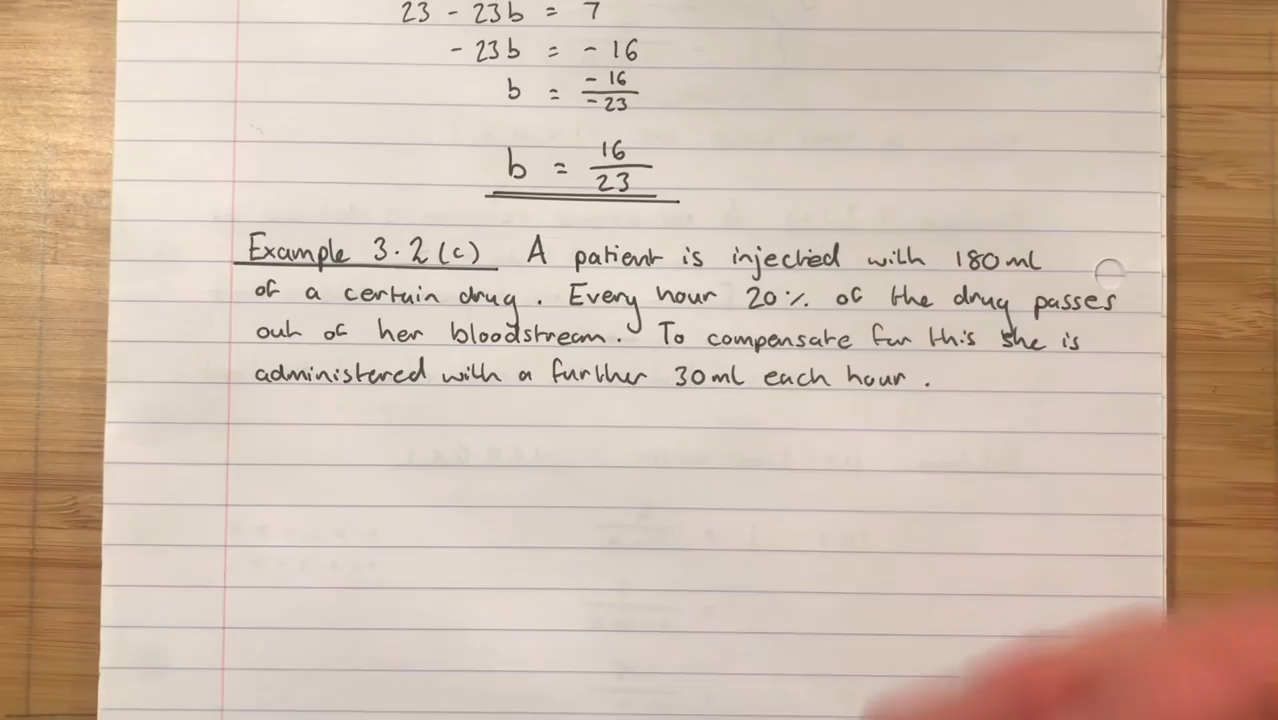 23 - 23b = 7
- 23b = - 16
b = -16/-23
b = 16/23
Example 3.2 (c) A patient is injected with 180ml
of a certain drug. Every hour 20% of the drug passes
out of her bloodstream. To compensate for this she is
administered with a further 30ml each hour.